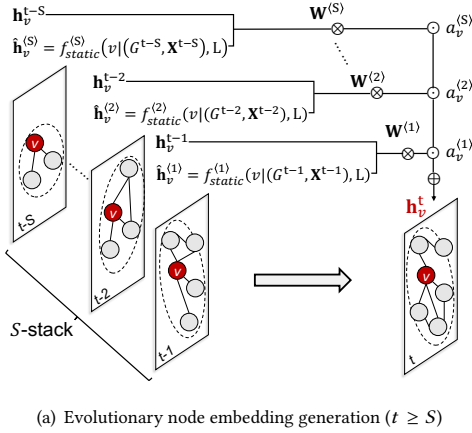 𝐡_v^{t−S}
𝐖^{⟨S⟩}
ĥ_v^{⟨S⟩} = f_{static}^{⟨S⟩}(v|(G^{t−S}, 𝐗^{t−S}), L)
a_v^{⟨S⟩}
𝐡_v^{t−2}
𝐖^{⟨2⟩}
ĥ_v^{⟨2⟩} = f_{static}^{⟨2⟩}(v|(G^{t−2}, 𝐗^{t−2}), L)
a_v^{⟨2⟩}
𝐡_v^{t−1}
𝐖^{⟨1⟩}
ĥ_v^{⟨1⟩} = f_{static}^{⟨1⟩}(v|(G^{t−1}, 𝐗^{t−1}), L)
a_v^{⟨1⟩}
𝐡_v^t
v
t-S
v
t-2
v
t-1
v
t
S-stack
(a) Evolutionary node embedding generation (t ≥ S)